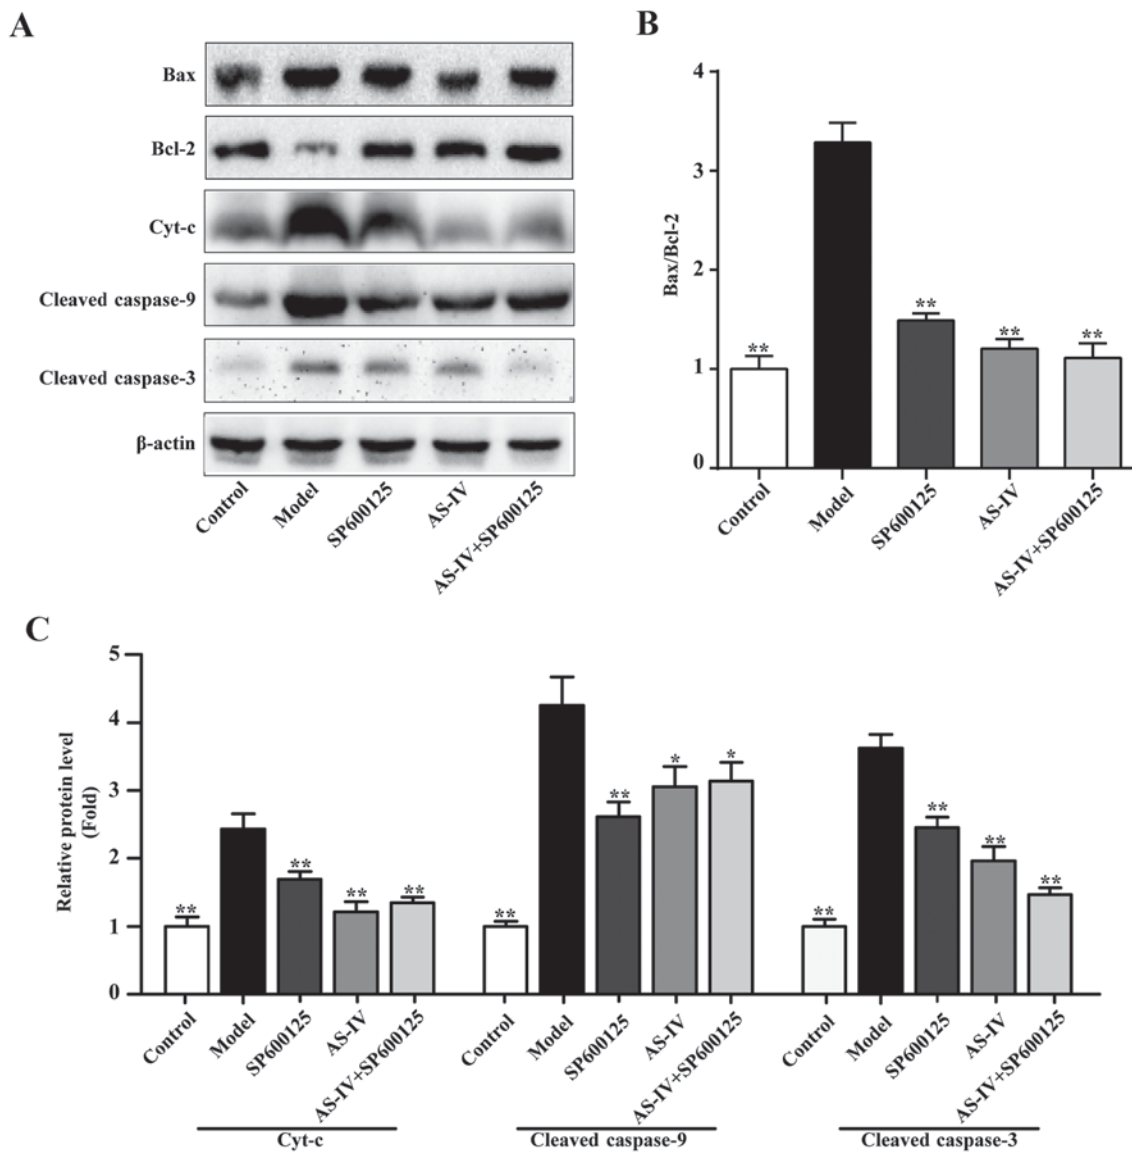 A
Bax
Bcl-2
Cyt-c
Cleaved caspase-9
Cleaved caspase-3
β-actin
Control
Model
SP600125
AS-IV
AS-IV+SP600125
B
Bax/Bcl-2
4
3
2
1
0
**
**
**
**
Control
Model
SP600125
AS-IV
AS-IV+SP600125
C
Relative protein level
(Fold)
5
4
3
2
1
0
**
**
**
**
**
**
*
*
**
**
**
**
Control
Model
SP600125
AS-IV
AS-IV+SP600125
Control
Model
SP600125
AS-IV
AS-IV+SP600125
Control
Model
SP600125
AS-IV
AS-IV+SP600125
Cyt-c
Cleaved caspase-9
Cleaved caspase-3